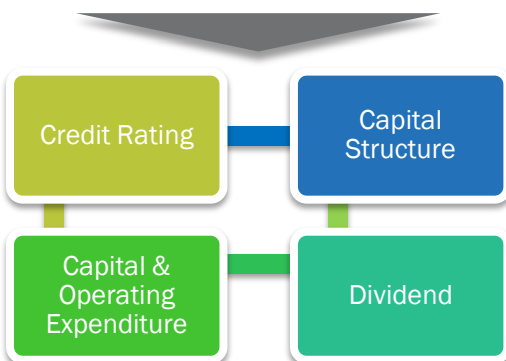 Credit Rating
Capital
Structure
Capital &
Operating
Expenditure
Dividend